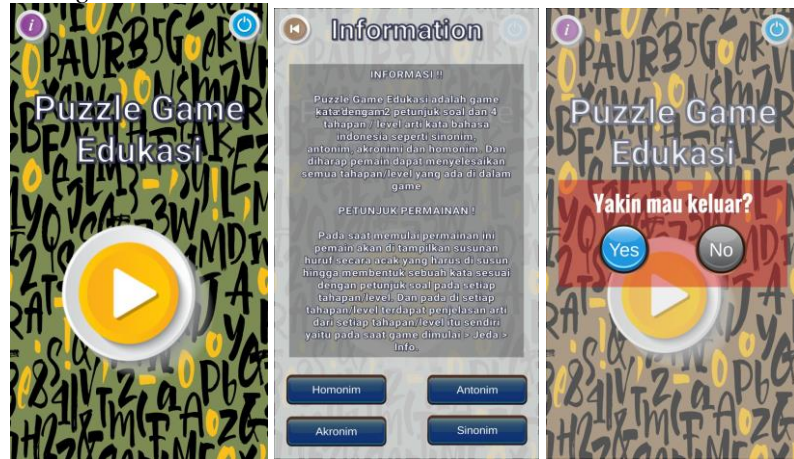 i
Puzzle Game
Edukasi
Information
INFORMASI !!
Puzzle Game Edukasi adalah game
kata dengan 2 petunjuk soal dan 4
tahapan / level arti kata bahasa
indonesia seperti sinonim,
antonim, akronimi dan homonim. Dan
diharap pemain dapat menyelesaikan
semua tahapan/level yang ada di dalam
game
PETUNJUK PERMAINAN !
Pada saat memulai permainan ini
pemain akan di tampilkan susunan
huruf secara acak yang harus di susun
hingga membentuk sebuah kata sesuai
dengan petunjuk soal pada setiap
tahapan/level. Dan pada di setiap
tahapan/level terdapat penjelasan arti
dari setiap tahapan/level itu sendiri
yaitu pada saat game dimulai > Jeda >
Info.
Homonim
Antonim
Akronim
Sinonim
i
Puzzle Game
Edukasi
Yakin mau keluar?
Yes
No